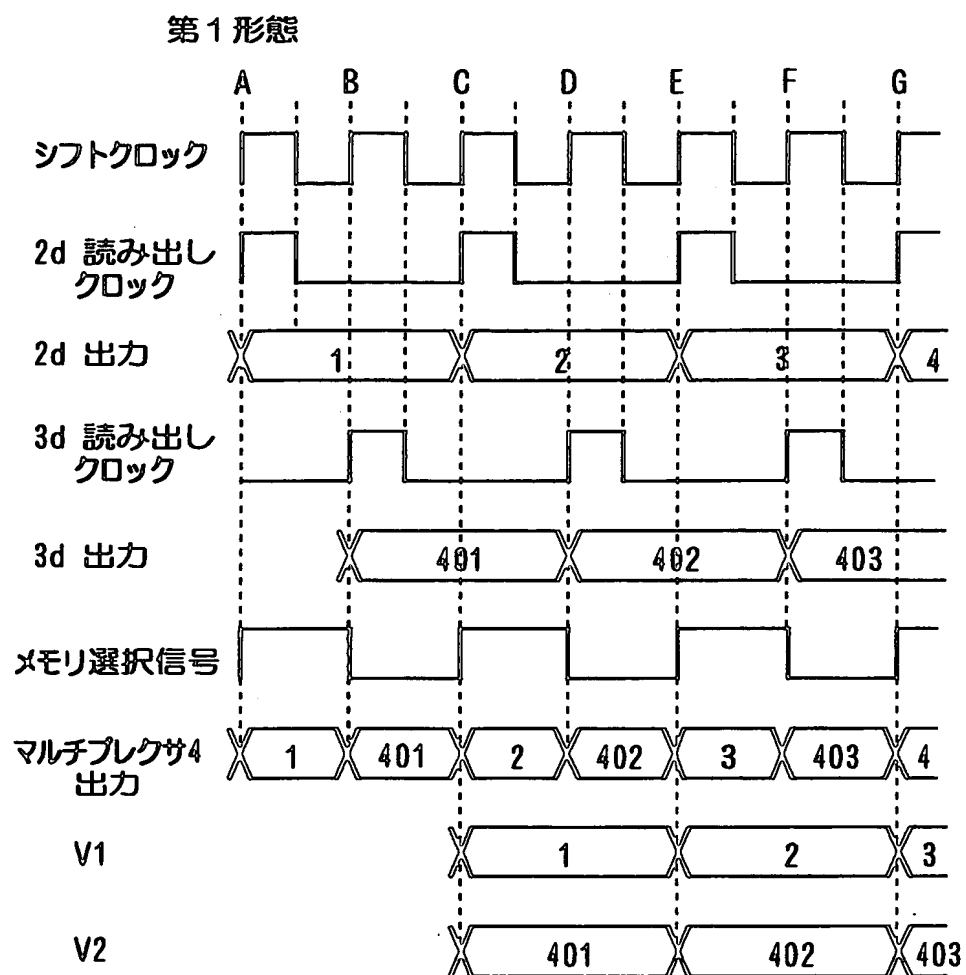 第1形態
A B C D E F G
シフトクロック
2d 読み出し
クロック
2d 出力
1 2 3 4
3d 読み出し
クロック
3d 出力
401 402 403
メモリ選択信号
マルチプレクサ4
出力
1 401 2 402 3 403 4
V1
1 2 3
V2
401 402 403